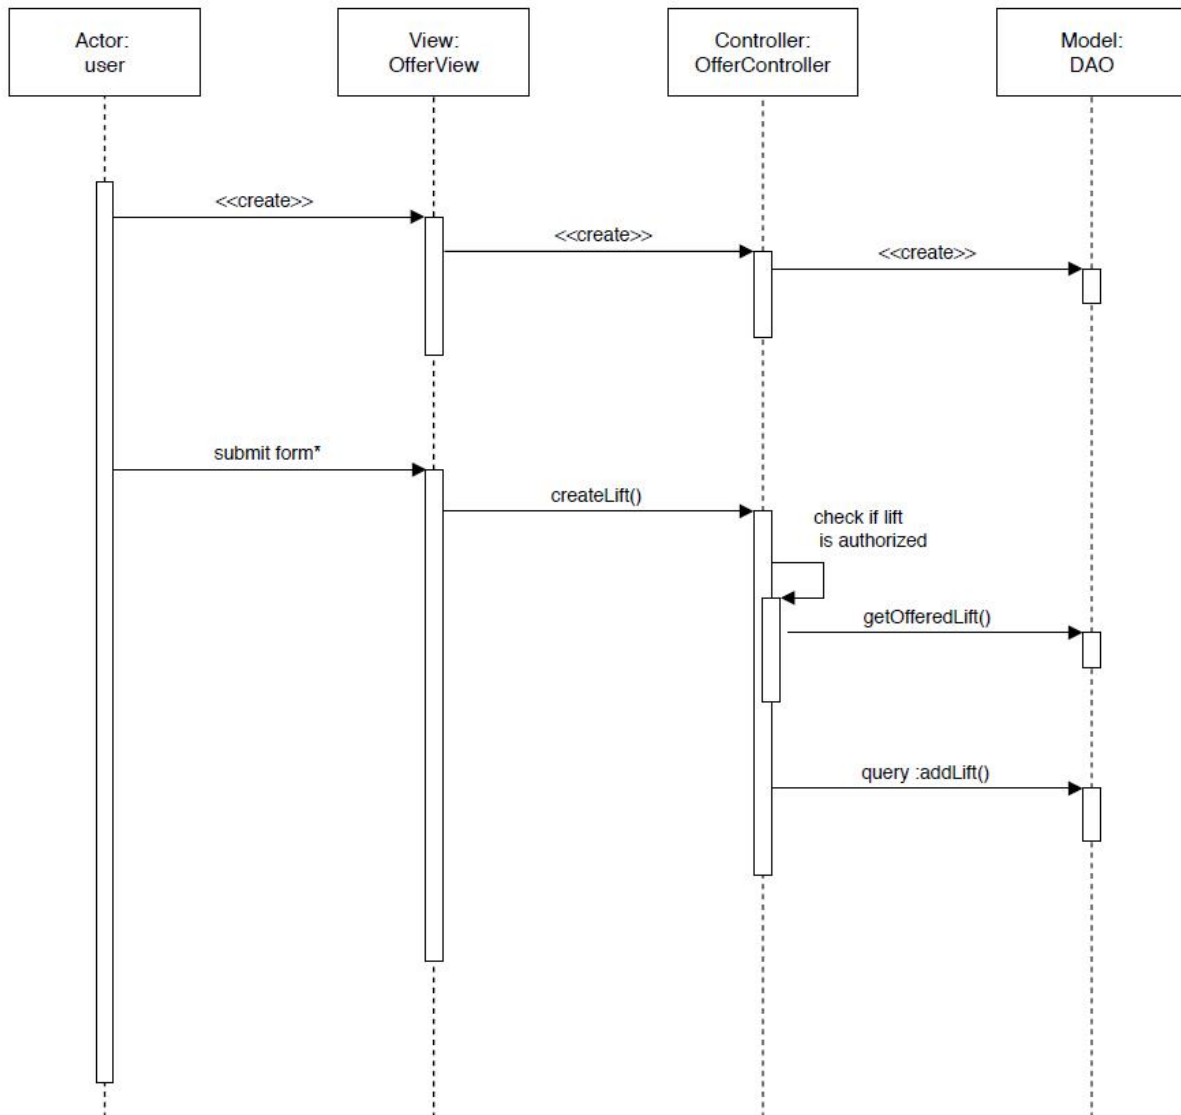 Actor:
user
View:
OfferView
Controller:
OfferController
Model:
DAO
<<create>>
<<create>>
<<create>>
submit form*
createLift()
check if lift
is authorized
getOfferedLift()
query :addLift()